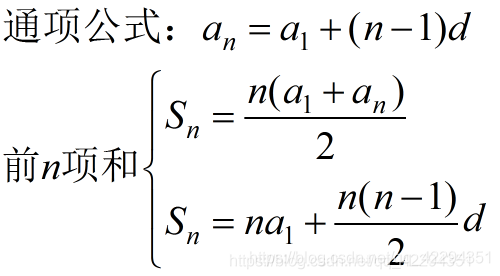 通项公式：aₙ = a₁ + (n−1)d
前n项和
Sₙ = n(a₁ + aₙ) / 2
Sₙ = na₁ + n(n−1) / 2 d